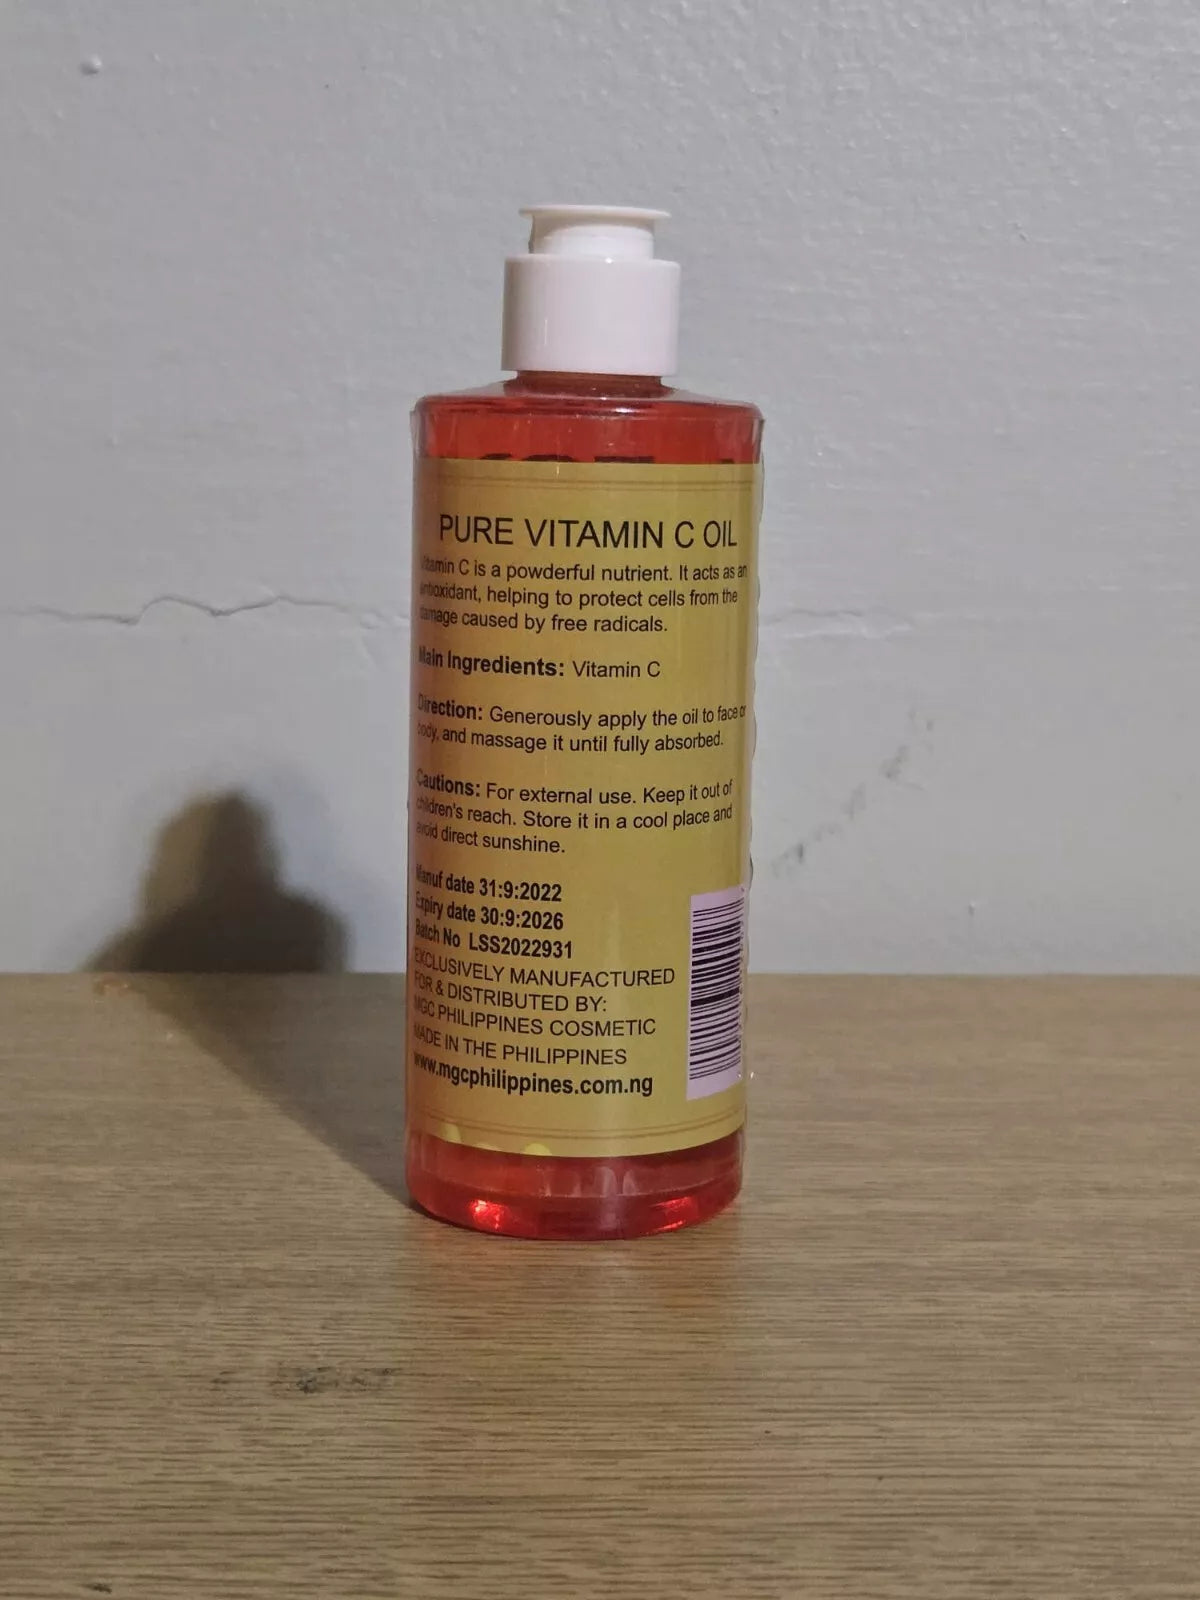 PURE VITAMIN C OIL
Vitamin C is a powderful nutrient. It acts as an
antioxidant, helping to protect cells from the
damage caused by free radicals.
Main Ingredients: Vitamin C
Direction: Generously apply the oil to face or
body, and massage it until fully absorbed.
Cautions: For external use. Keep it out of
children's reach. Store it in a cool place and
avoid direct sunshine.
Manuf date 31:9:2022
Expiry date 30:9:2026
Batch No LSS2022931
EXCLUSIVELY MANUFACTURED
FOR & DISTRIBUTED BY:
MGC PHILIPPINES COSMETIC
MADE IN THE PHILIPPINES
www.mgcphilippines.com.ng